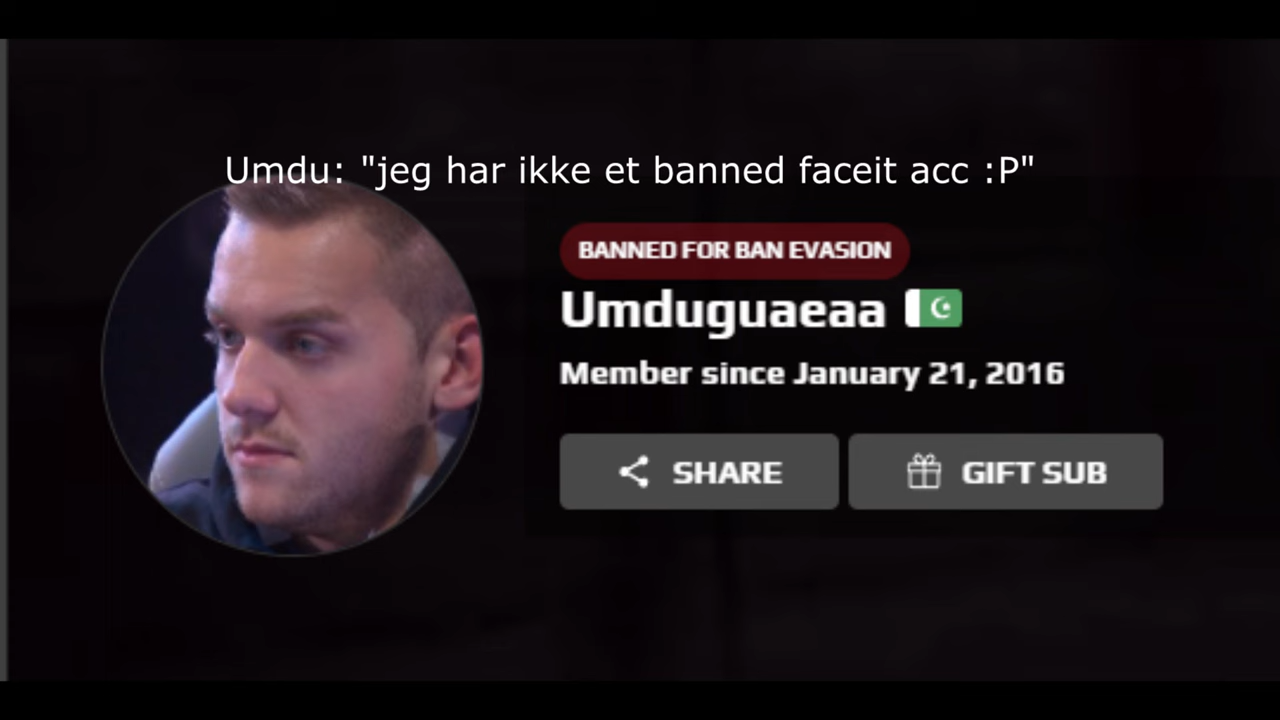 Umdu: "jeg har ikke et banned faceit acc :P"
BANNED FOR BAN EVASION
Umduguaeaa
Member since January 21, 2016
SHARE
GIFT SUB